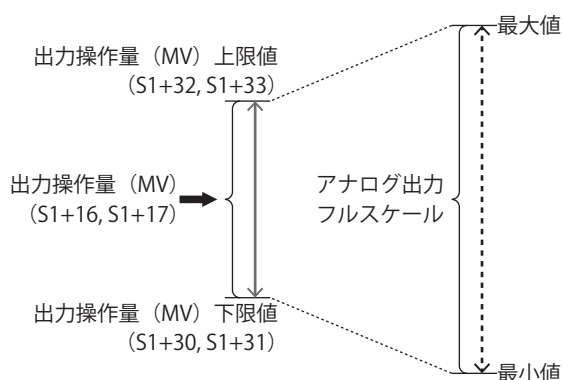 出力操作量（MV）上限値
（S1+32, S1+33）
最大値
出力操作量（MV）
（S1+16, S1+17）
アナログ出力
フルスケール
出力操作量（MV）下限値
（S1+30, S1+31）
最小値